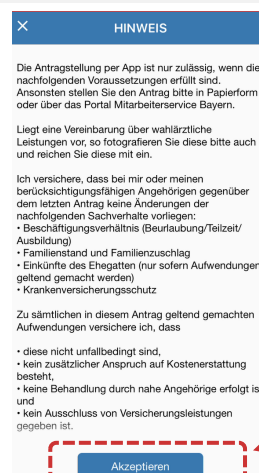 HINWEIS
Die Antragstellung per App ist nur zulässig, wenn die
nachfolgenden Voraussetzungen erfüllt sind.
Ansonsten stellen Sie den Antrag bitte in Papierform
oder über das Portal Mitarbeiterservice Bayern.
Liegt eine Vereinbarung über wahlärztliche
Leistungen vor, so fotografieren Sie diese bitte auch
und reichen Sie diese mit ein.
Ich versichere, dass bei mir oder meinen
berücksichtigungsfähigen Angehörigen gegenüber
dem letzten Antrag keine Änderungen der
nachfolgenden Sachverhalte vorliegen:
• Beschäftigungsverhältnis (Beurlaubung/Teilzeit/
Ausbildung)
• Familienstand und Familienzuschlag
• Einkünfte des Ehegatten (nur sofern Aufwendungen
geltend gemacht werden)
• Krankenversicherungsschutz
Zu sämtlichen in diesem Antrag geltend gemachten
Aufwendungen versichere ich, dass
• diese nicht unfallbedingt sind,
• kein zusätzlicher Anspruch auf Kostenerstattung
besteht,
• keine Behandlung durch nahe Angehörige erfolgt is
und
• kein Ausschluss von Versicherungsleistungen
gegeben ist.
Akzeptieren